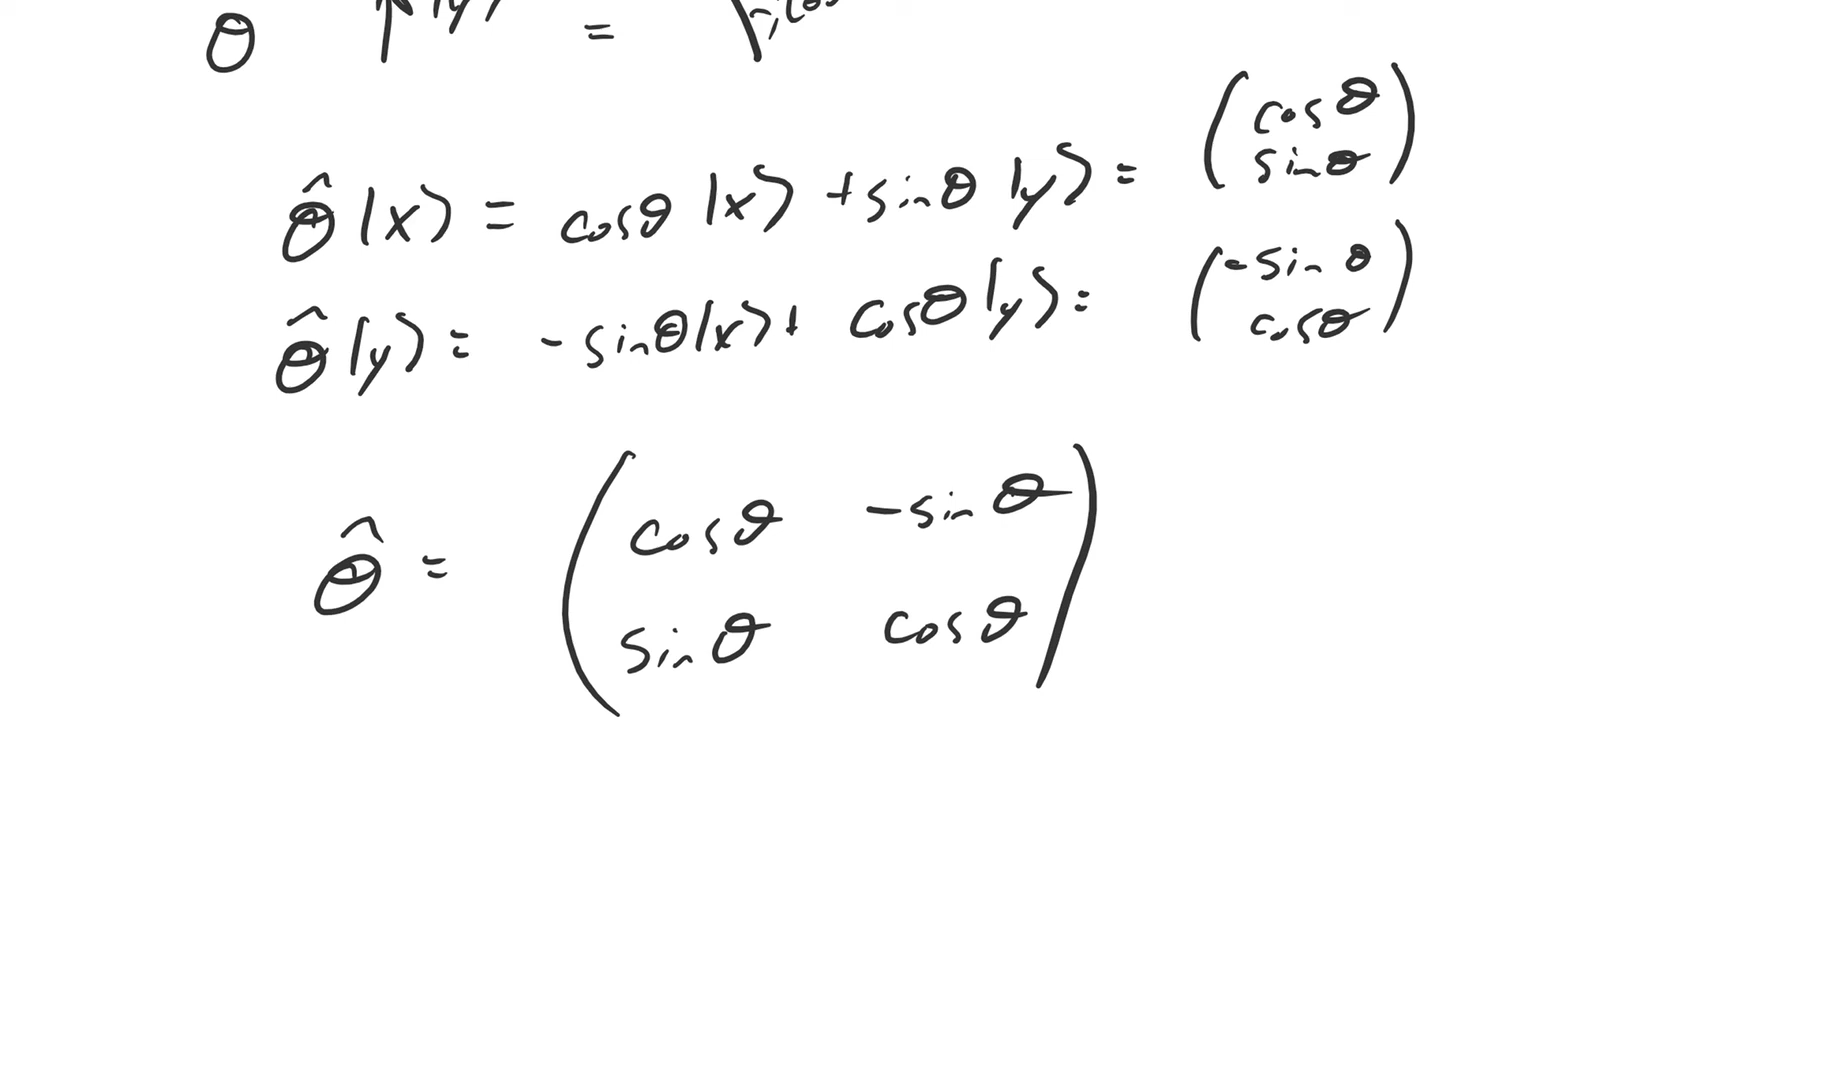 θ |y⟩ =
θ̂ |x⟩ = cosθ |x⟩ + sinθ |y⟩ = (cosθ sinθ)
θ̂ |y⟩ = -sinθ|x⟩ + cosθ|y⟩ = (-sinθ cosθ)
θ̂ = (cosθ -sinθ
sinθ cosθ)